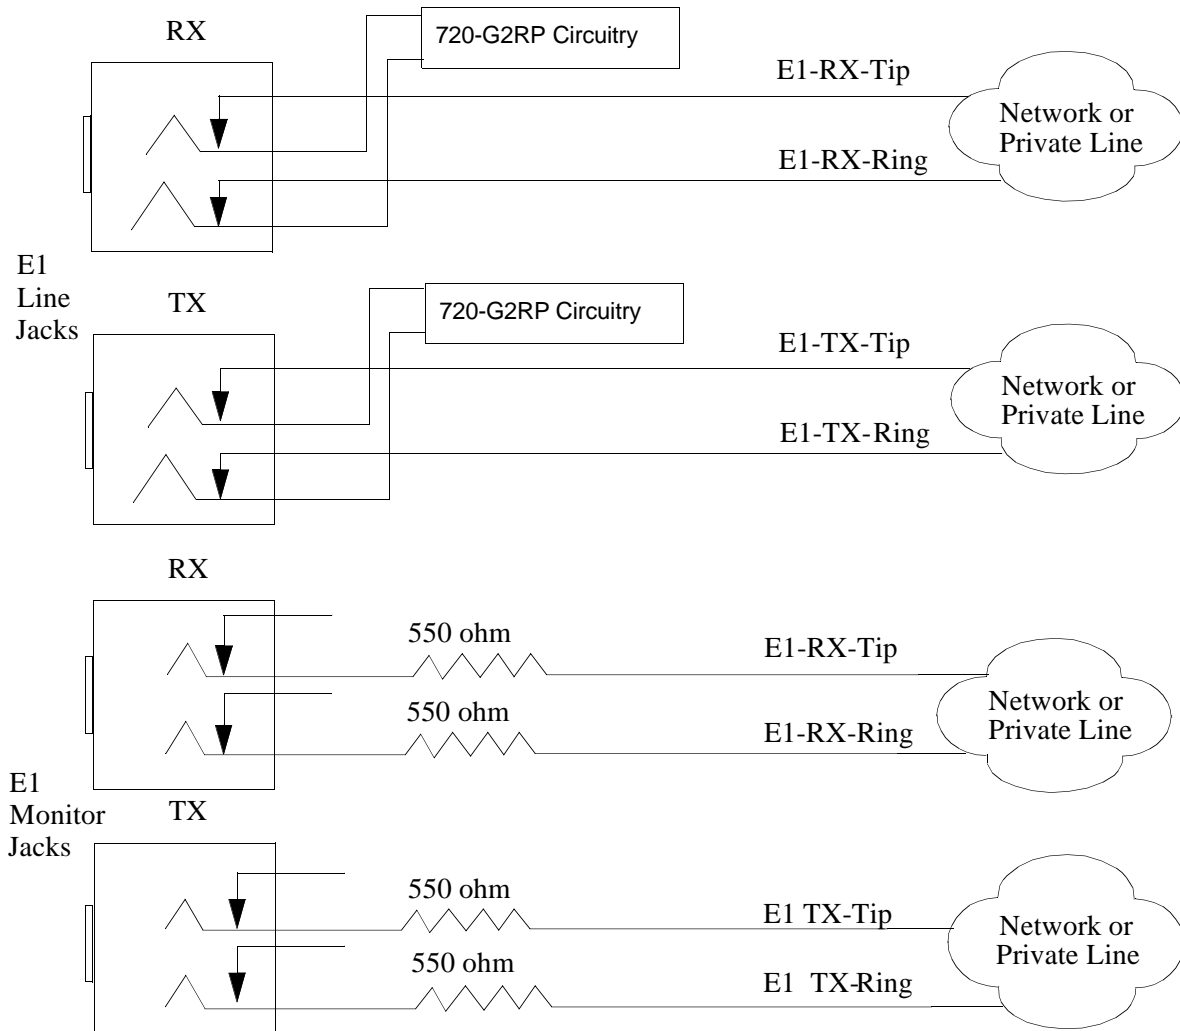 RX
720-G2RP Circuitry
E1-RX-Tip
Network or
Private Line
E1-RX-Ring
E1
Line
Jacks
TX
720-G2RP Circuitry
E1-TX-Tip
Network or
Private Line
E1-TX-Ring
RX
550 ohm
E1-RX-Tip
Network or
Private Line
550 ohm
E1-RX-Ring
E1
Monitor
Jacks
TX
550 ohm
E1 TX-Tip
Network or
Private Line
550 ohm
E1 TX-Ring